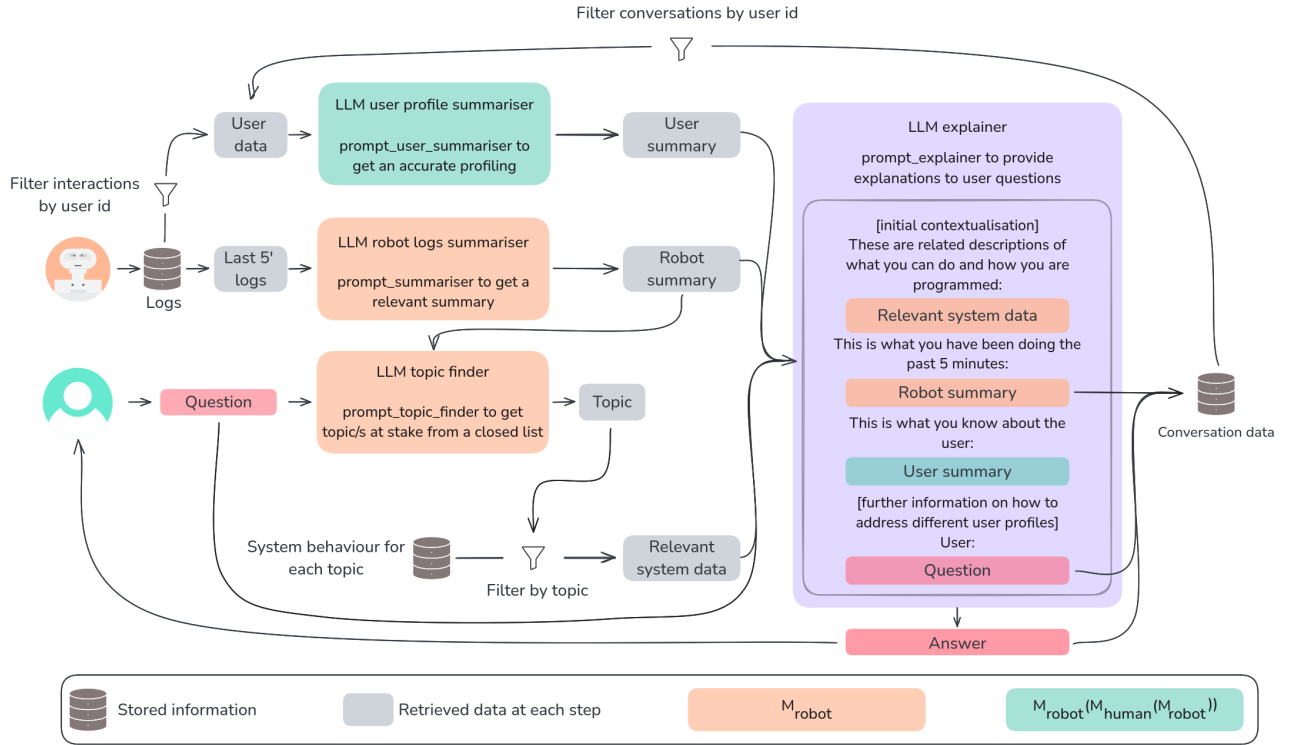 Filter conversations by user id
User
data
LLM user profile summariser
prompt_user_summariser to
get an accurate profiling
User
summary
Filter interactions
by user id
Logs
Last 5'
logs
LLM robot logs summariser
prompt_summariser to get a
relevant summary
Robot
summary
Question
LLM topic finder
prompt_topic_finder to get
topic/s at stake from a closed list
Topic
System behaviour for
each topic
Filter by topic
Relevant
system data
LLM explainer
prompt_explainer to provide
explanations to user questions
[initial contextualisation]
These are related descriptions of
what you can do and how you are
programmed:
Relevant system data
This is what you have been doing the
past 5 minutes:
Robot summary
This is what you know about the
user:
User summary
[further information on how to
address different user profiles]
User:
Question
Answer
Conversation data
Stored information
Retrieved data at each step
M_robot
M_robot(M_human(M_robot))